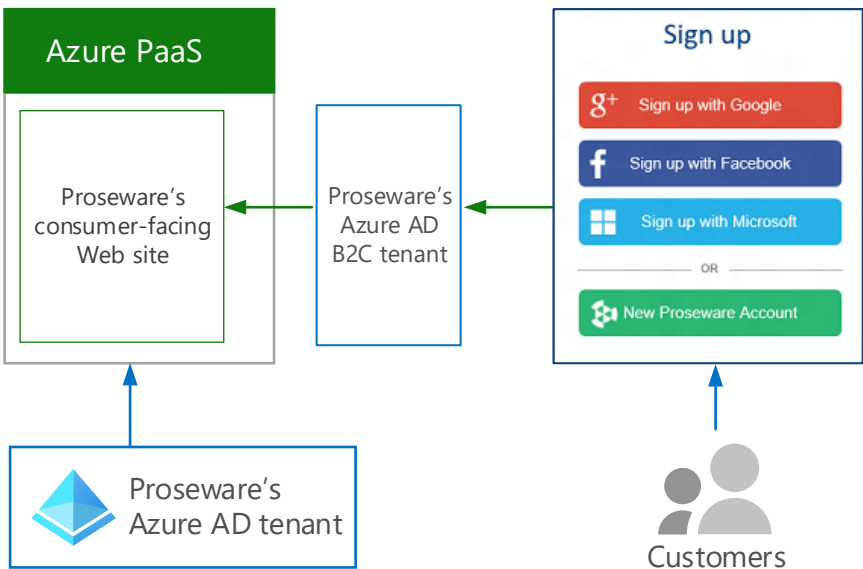 Azure PaaS
Proseware's
consumer-facing
Web site
Proseware's
Azure AD
B2C tenant
Sign up
g+ Sign up with Google
f Sign up with Facebook
Sign up with Microsoft
OR
New Proseware Account
Proseware's
Azure AD tenant
Customers